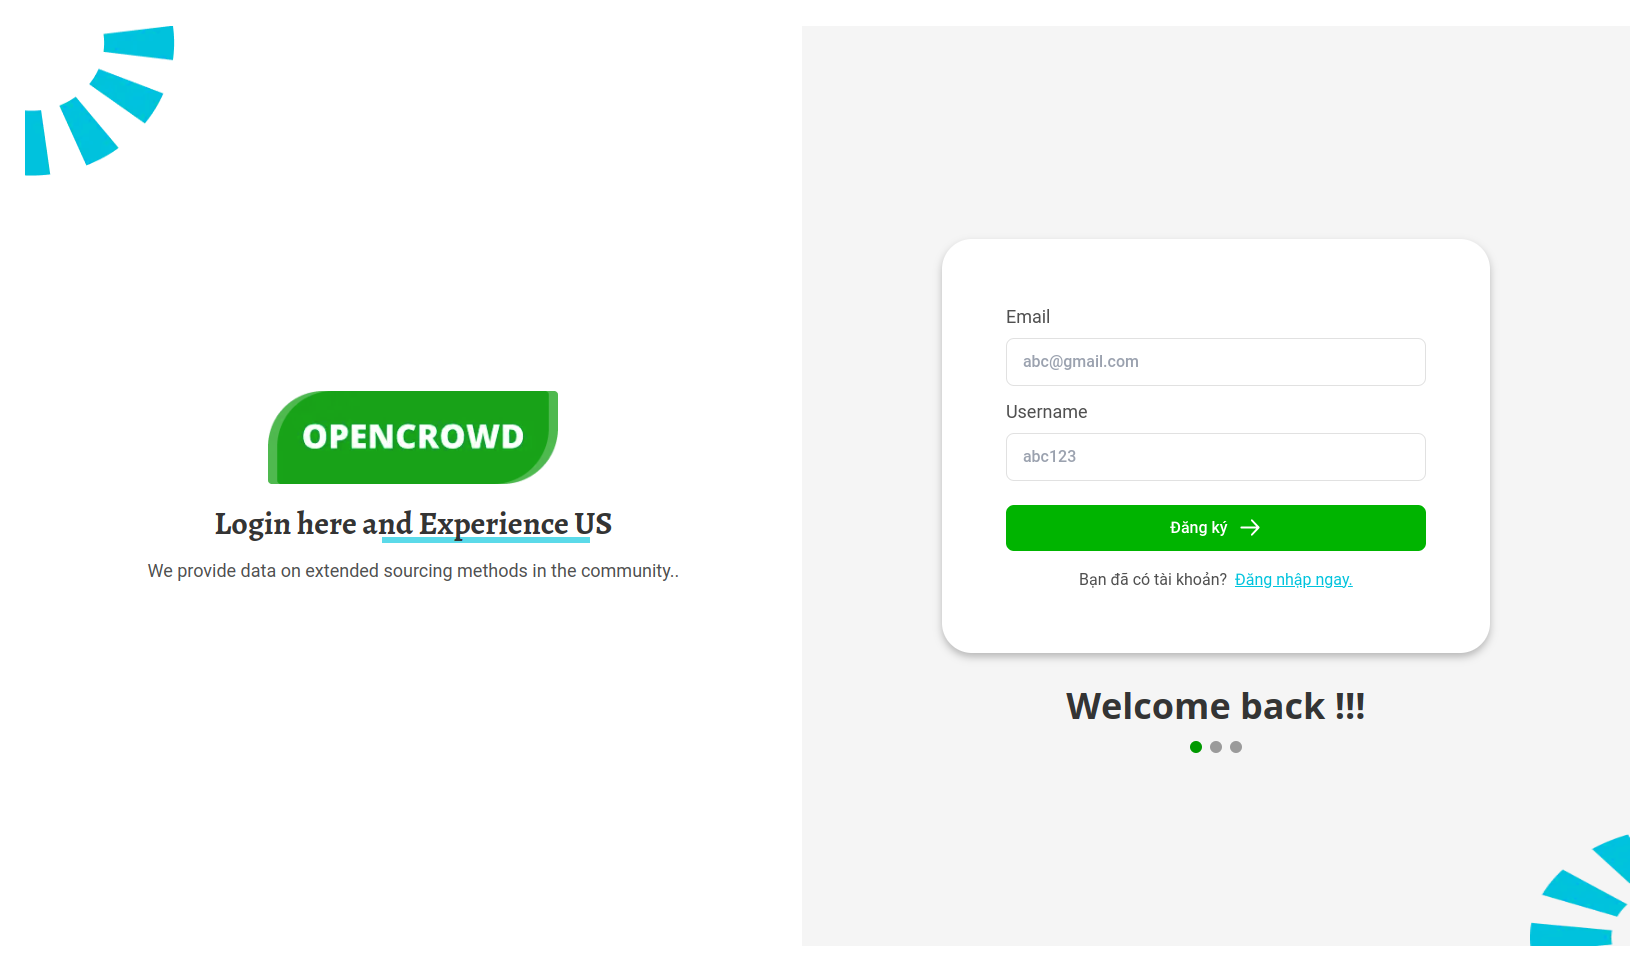 OPENCROWD
Login here and Experience US
We provide data on extended sourcing methods in the community..
Email
abc@gmail.com
Username
abc123
Đăng ký
Bạn đã có tài khoản? Đăng nhập ngay.
Welcome back !!!